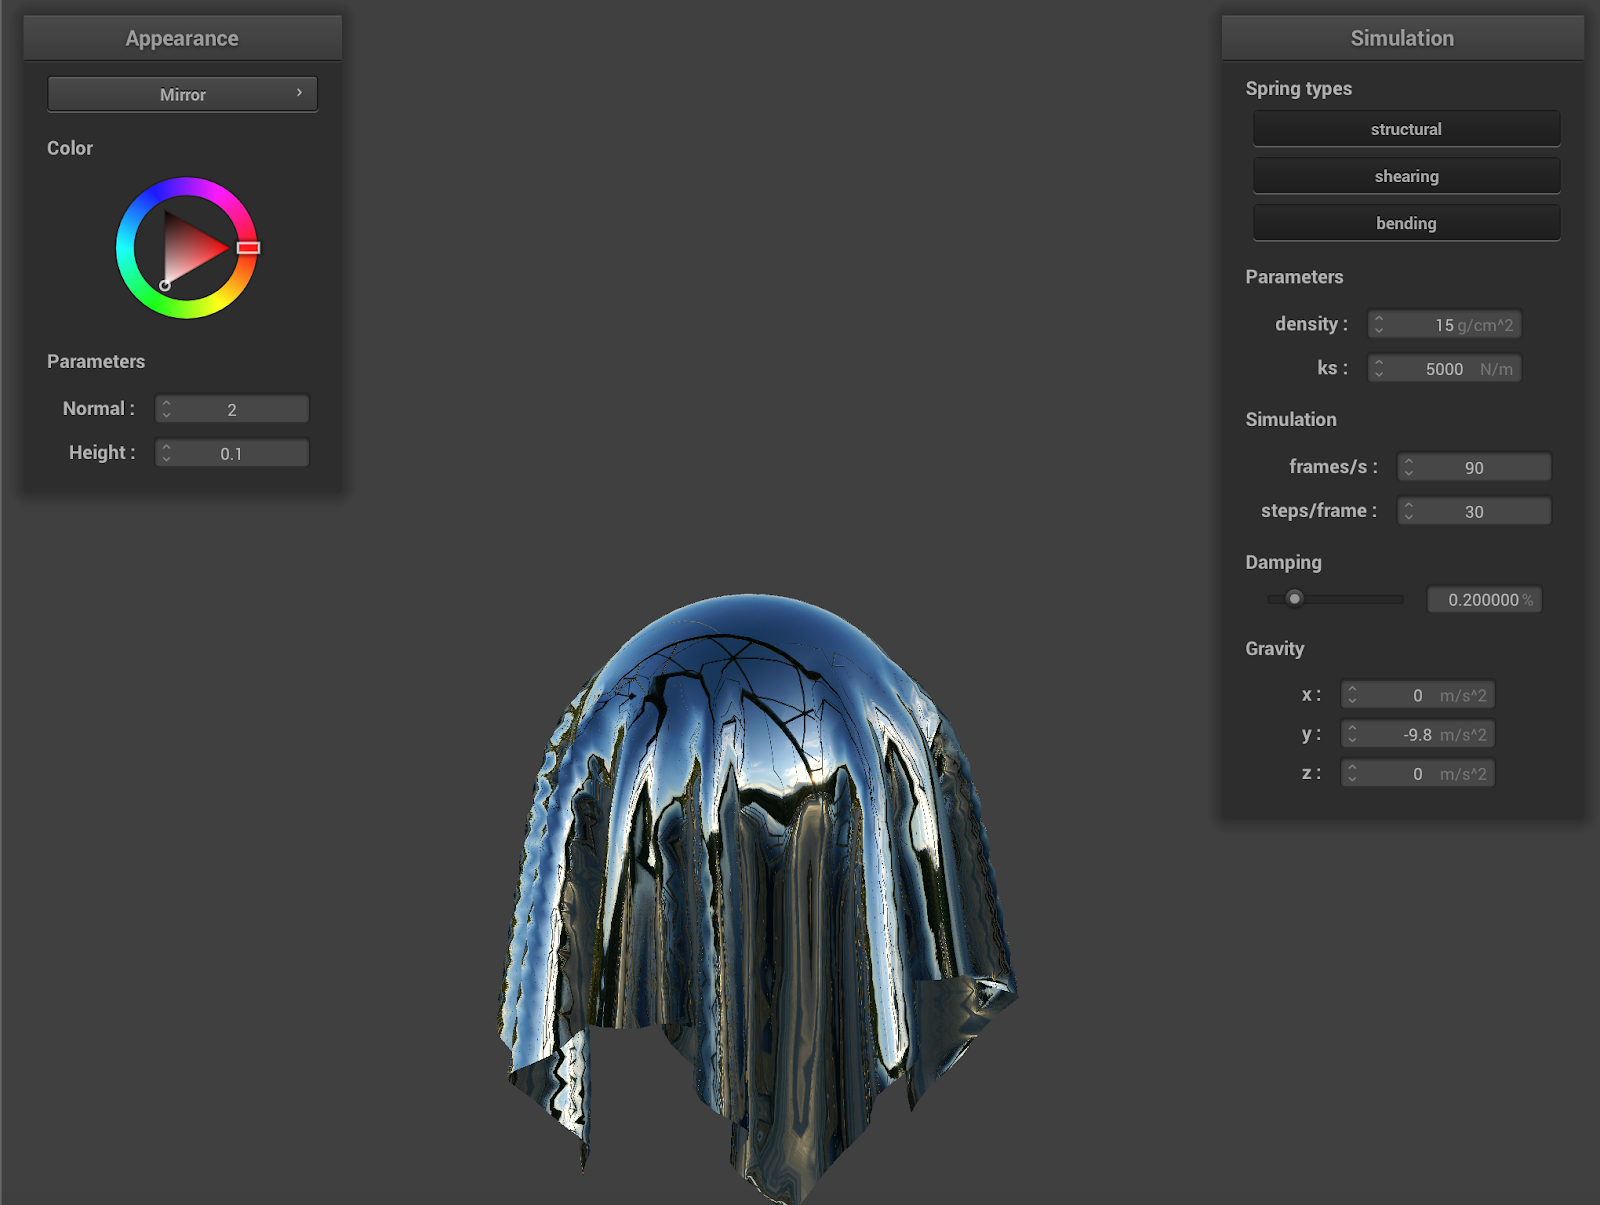 Appearance
Mirror
Color
Parameters
Normal : 2
Height : 0.1
Simulation
Spring types
structural
shearing
bending
Parameters
density : 15 g/cm^2
ks : 5000 N/m
Simulation
frames/s : 90
steps/frame : 30
Damping
0.200000 %
Gravity
x : 0 m/s^2
y : -9.8 m/s^2
z : 0 m/s^2